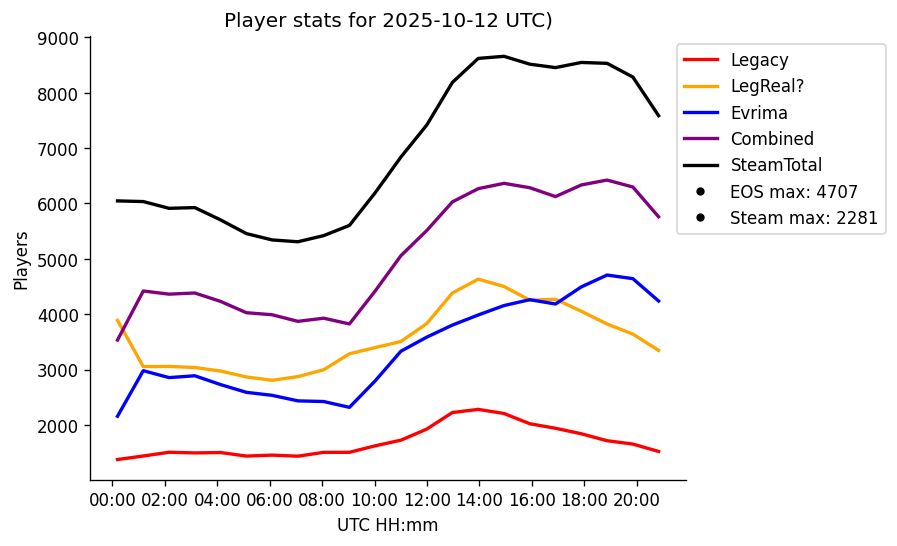 Player stats for 2025-10-12 UTC)
9000
8000
7000
6000
5000
4000
3000
2000
Players
00:00 02:00 04:00 06:00 08:00 10:00 12:00 14:00 16:00 18:00 20:00
UTC HH:mm
Legacy
LegReal?
Evrima
Combined
SteamTotal
EOS max: 4707
Steam max: 2281